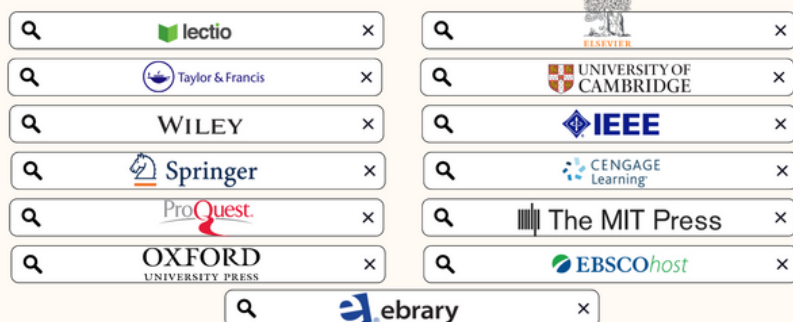 lectio
ELSEVIER
Taylor & Francis
UNIVERSITY OF
CAMBRIDGE
WILEY
IEEE
Springer
CENGAGE
Learning
ProQuest.
The MIT Press
OXFORD
UNIVERSITY PRESS
EBSCOhost
ebrary